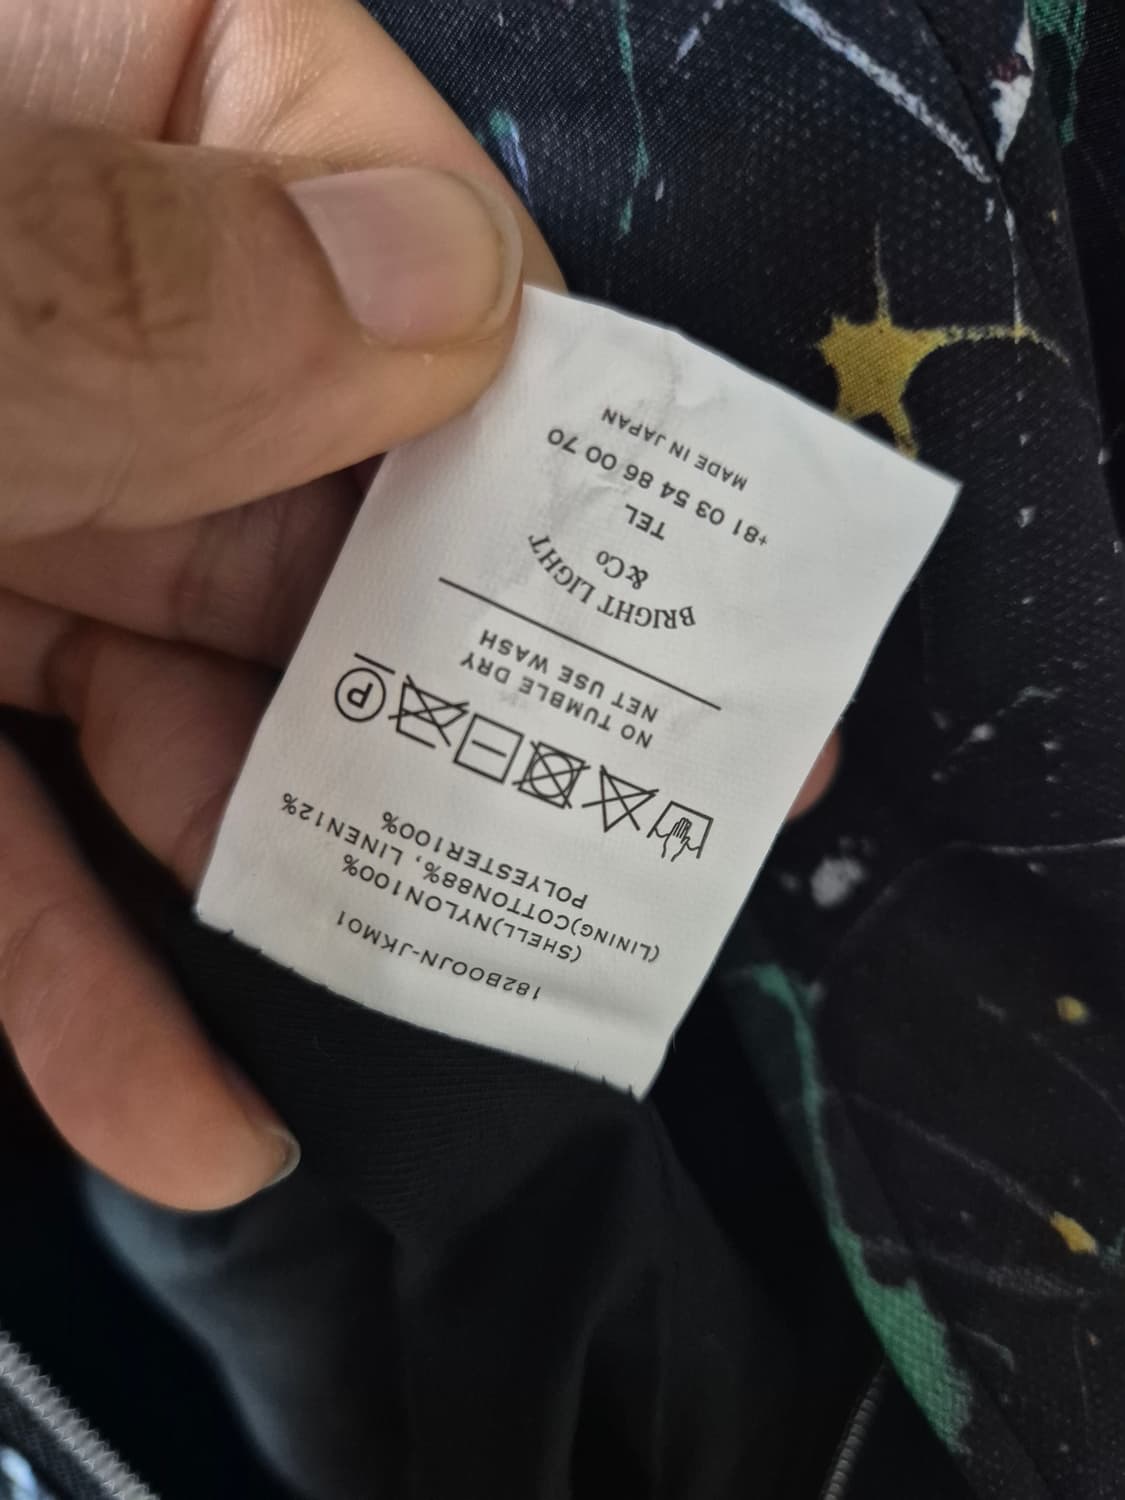 182BOOJN-JKM01
(SHELL)NYLON100%
(LINING)COTTON88%, LINEN12%
POLYESTER100%
P
NO TUMBLE DRY
NET USE WASH
BRIGHT LIGHT
&Co
TEL
+81 03 54 86 00 70
MADE IN JAPAN